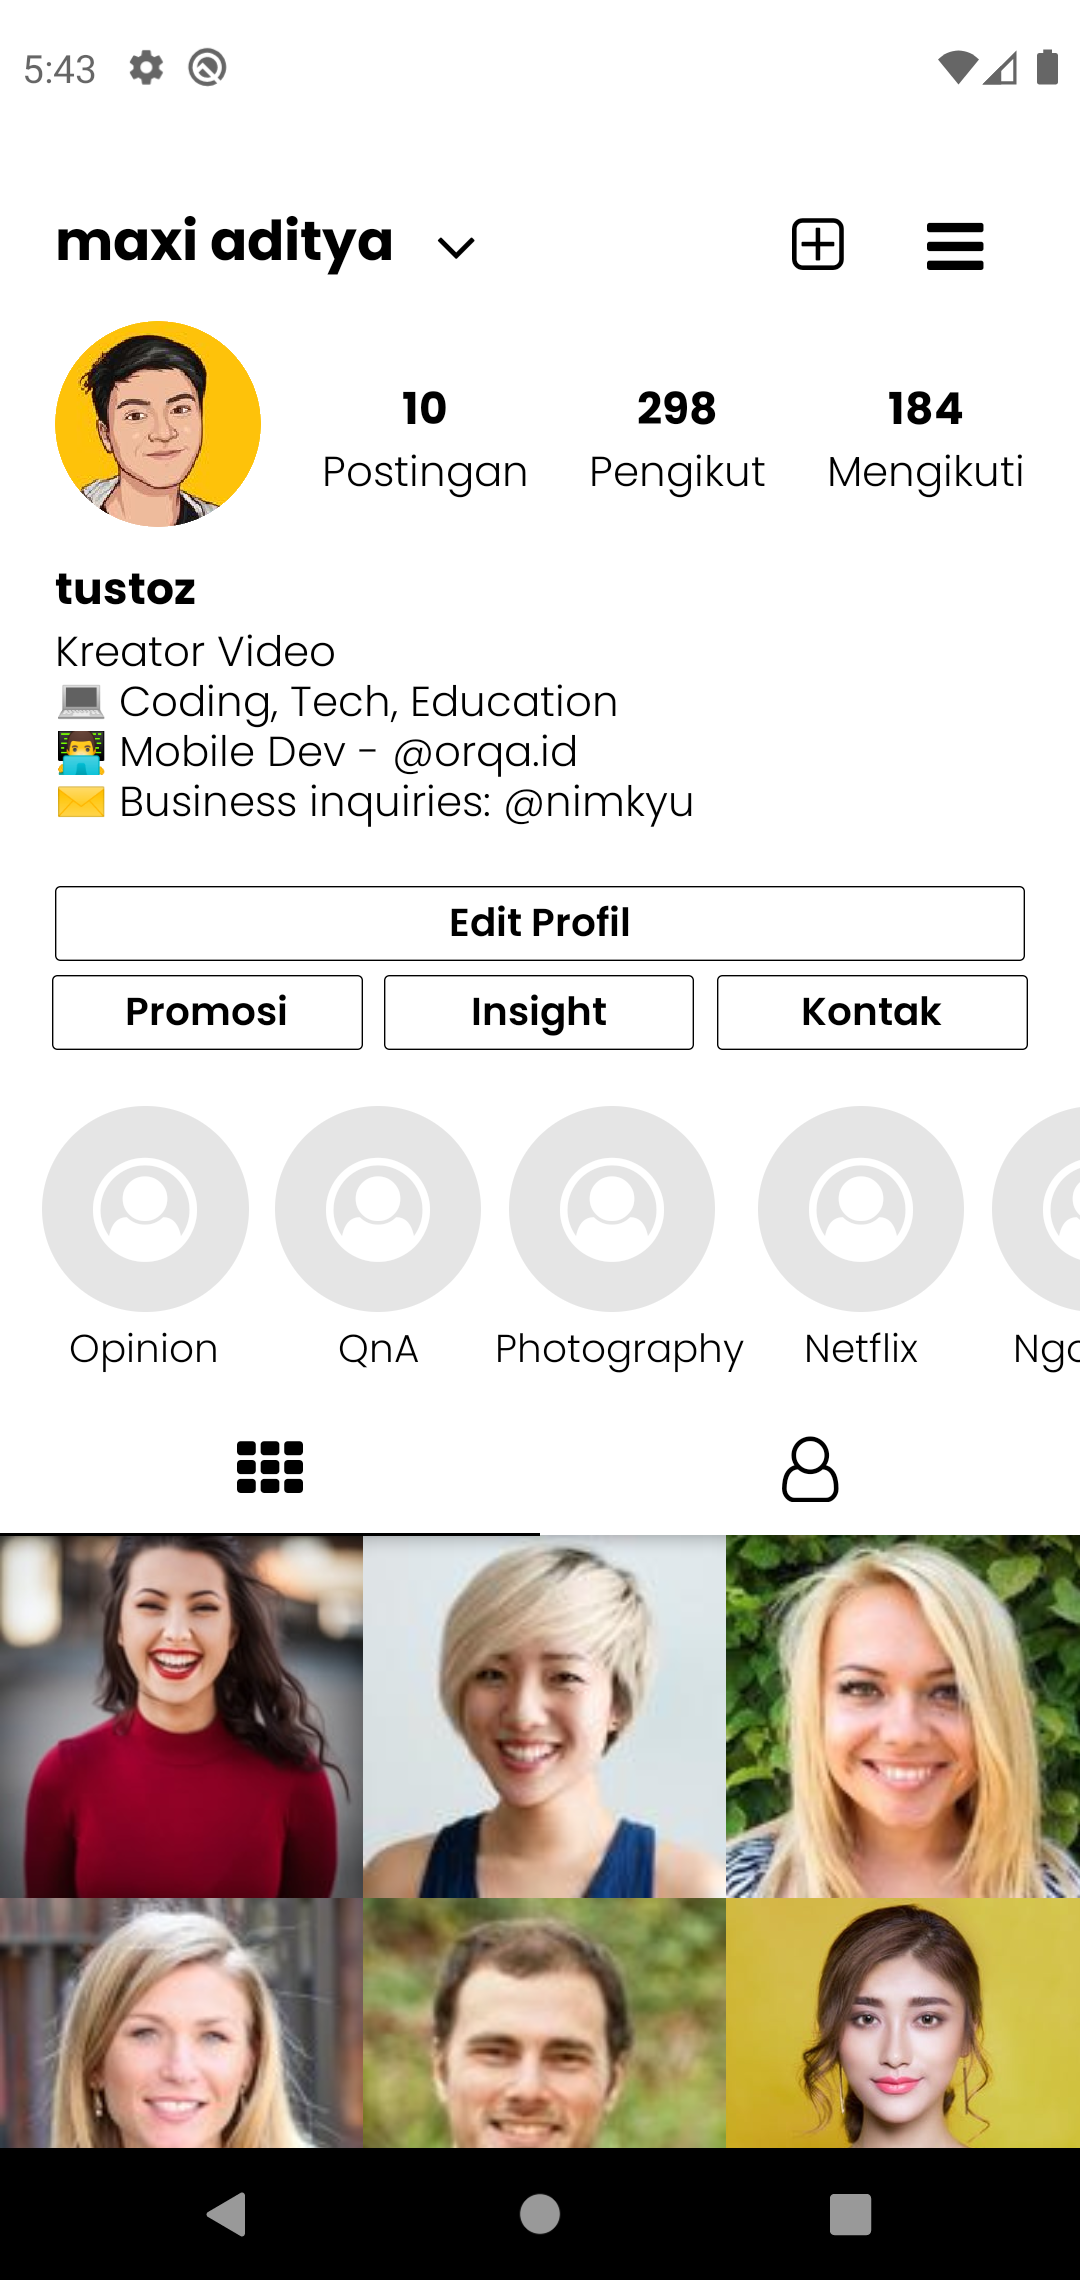 5:43
maxi aditya
10 298 184
Postingan Pengikut Mengikuti
tustoz
Kreator Video
💻 Coding, Tech, Education
👨‍💻 Mobile Dev - @orqa.id
✉️ Business inquiries: @nimkyu
Edit Profil
Promosi Insight Kontak
Opinion QnA Photography Netflix